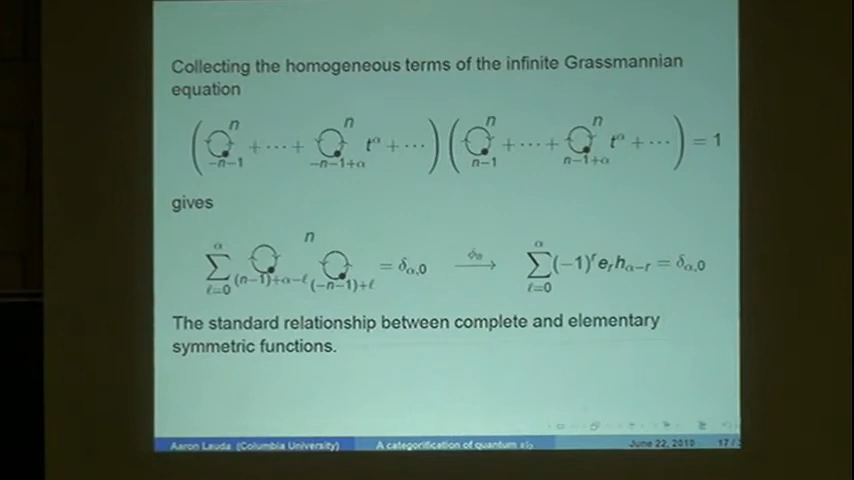 Collecting the homogeneous terms of the infinite Grassmannian
equation
( n -n-1 + ⋯ + n -n-1+α t^α + ⋯ ) ( n n-1 + ⋯ + n n-1+α t^α + ⋯ ) = 1
gives
n
∑_{ℓ=0}^{α} (n-1)+α-ℓ (-n-1)+ℓ = δ_{α,0} ⟶ ∑_{ℓ=0}^{α} (-1)^r e_r h_{α-r} = δ_{α,0}
The standard relationship between complete and elementary
symmetric functions.
Aaron Lauda (Columbia University) A categorification of quantum sl₂ June 22, 2010 17 /